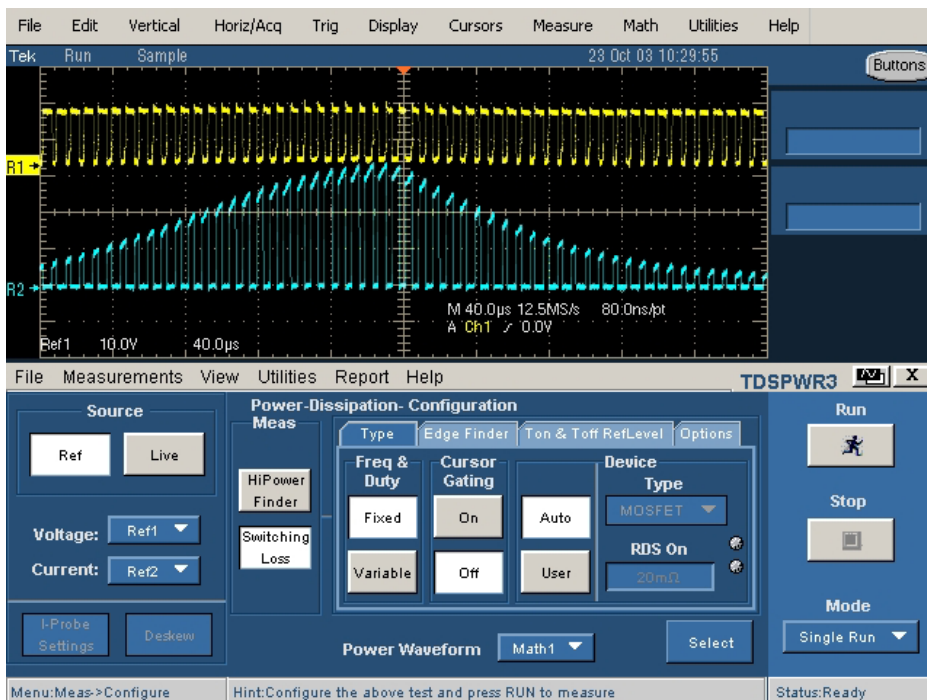 File Edit Vertical Horiz/Acq Trig Display Cursors Measure Math Utilities Help
Tek Run Sample 23 Oct 03 10:29:55
Buttons
R1
R2
M 40.0µs 12.5MS/s 80.0ns/pt
A Ch1 0.0V
Ref1 10.0V 40.0µs
File Measurements View Utilities Report Help
TDSPWR3
X
Power-Dissipation- Configuration
Source
Ref Live
Voltage: Ref1
Current: Ref2
I-Probe Settings
Deskew
Meas
HiPower Finder
Switching Loss
Type Edge Finder Ton & Toff RefLevel Options
Freq & Duty
Fixed
Variable
Cursor Gating
On
Off
Auto
User
Device
Type
MOSFET
RDS On
20mΩ
Power Waveform Math1
Select
Run
Stop
Mode
Single Run
Menu:Meas->Configure
Hint:Configure the above test and press RUN to measure
Status:Ready